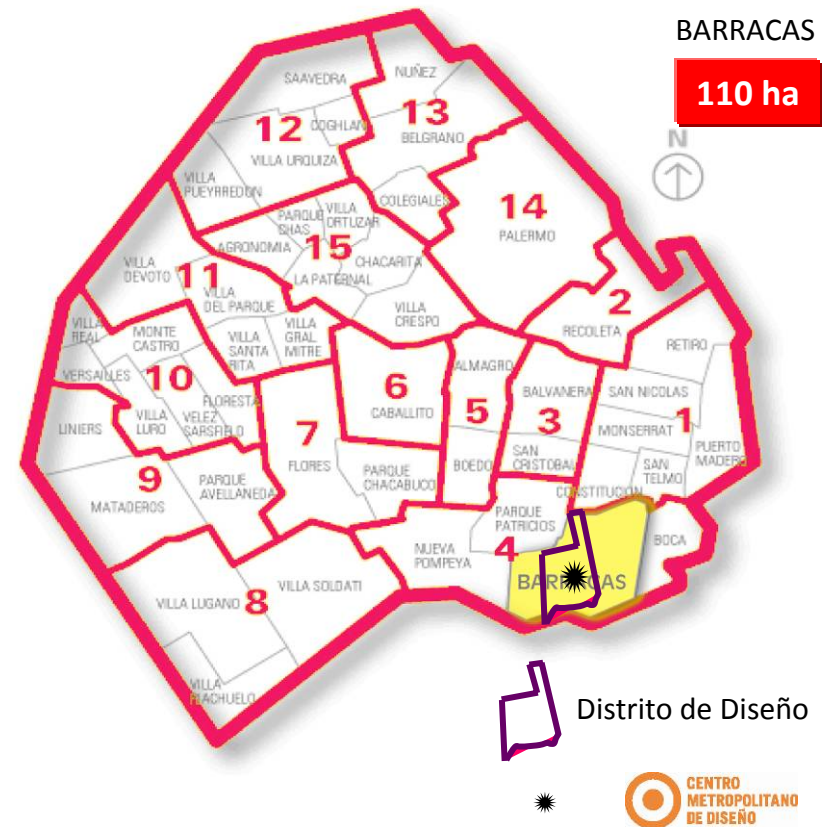 BARRACAS
110 ha
N
SAAVEDRA
NUÑEZ
13
12
COGHLAN
BELGRANO
VILLA URQUIZA
VILLA
PUEYRREDON
COLEGIALES
14
PALERMO
PARQUE
CHAS
VILLA
ORTUZAR
15
AGRONOMIA
CHACARITA
LA PATERNAL
VILLA
DEVOTO
11
VILLA
DEL PARQUE
VILLA
CRESPO
2
RECOLETA
RETIRO
VILLA
REAL
MONTE
CASTRO
VILLA
SANTA
RITA
VILLA
GRAL
MITRE
VERSAILLES
10
FLORESTA
VILLA
LURO
VELEZ
SARSFIELD
6
CABALLITO
ALMAGRO
5
BOEDO
BALVANERA
3
SAN
CRISTOBAL
SAN NICOLAS
MONSERRAT
1
PUERTO
MADERO
SAN
TELMO
CONSTITUCION
LINIERS
9
MATADEROS
PARQUE
AVELLANEDA
7
FLORES
PARQUE
CHACABUCO
PARQUE
PATRICIOS
4
NUEVA
POMPEYA
BARRACAS
BOCA
VILLA SOLDATI
VILLA LUGANO
8
VILLA
RIACHUELO
Distrito de Diseño
CENTRO
METROPOLITANO
DE DISEÑO